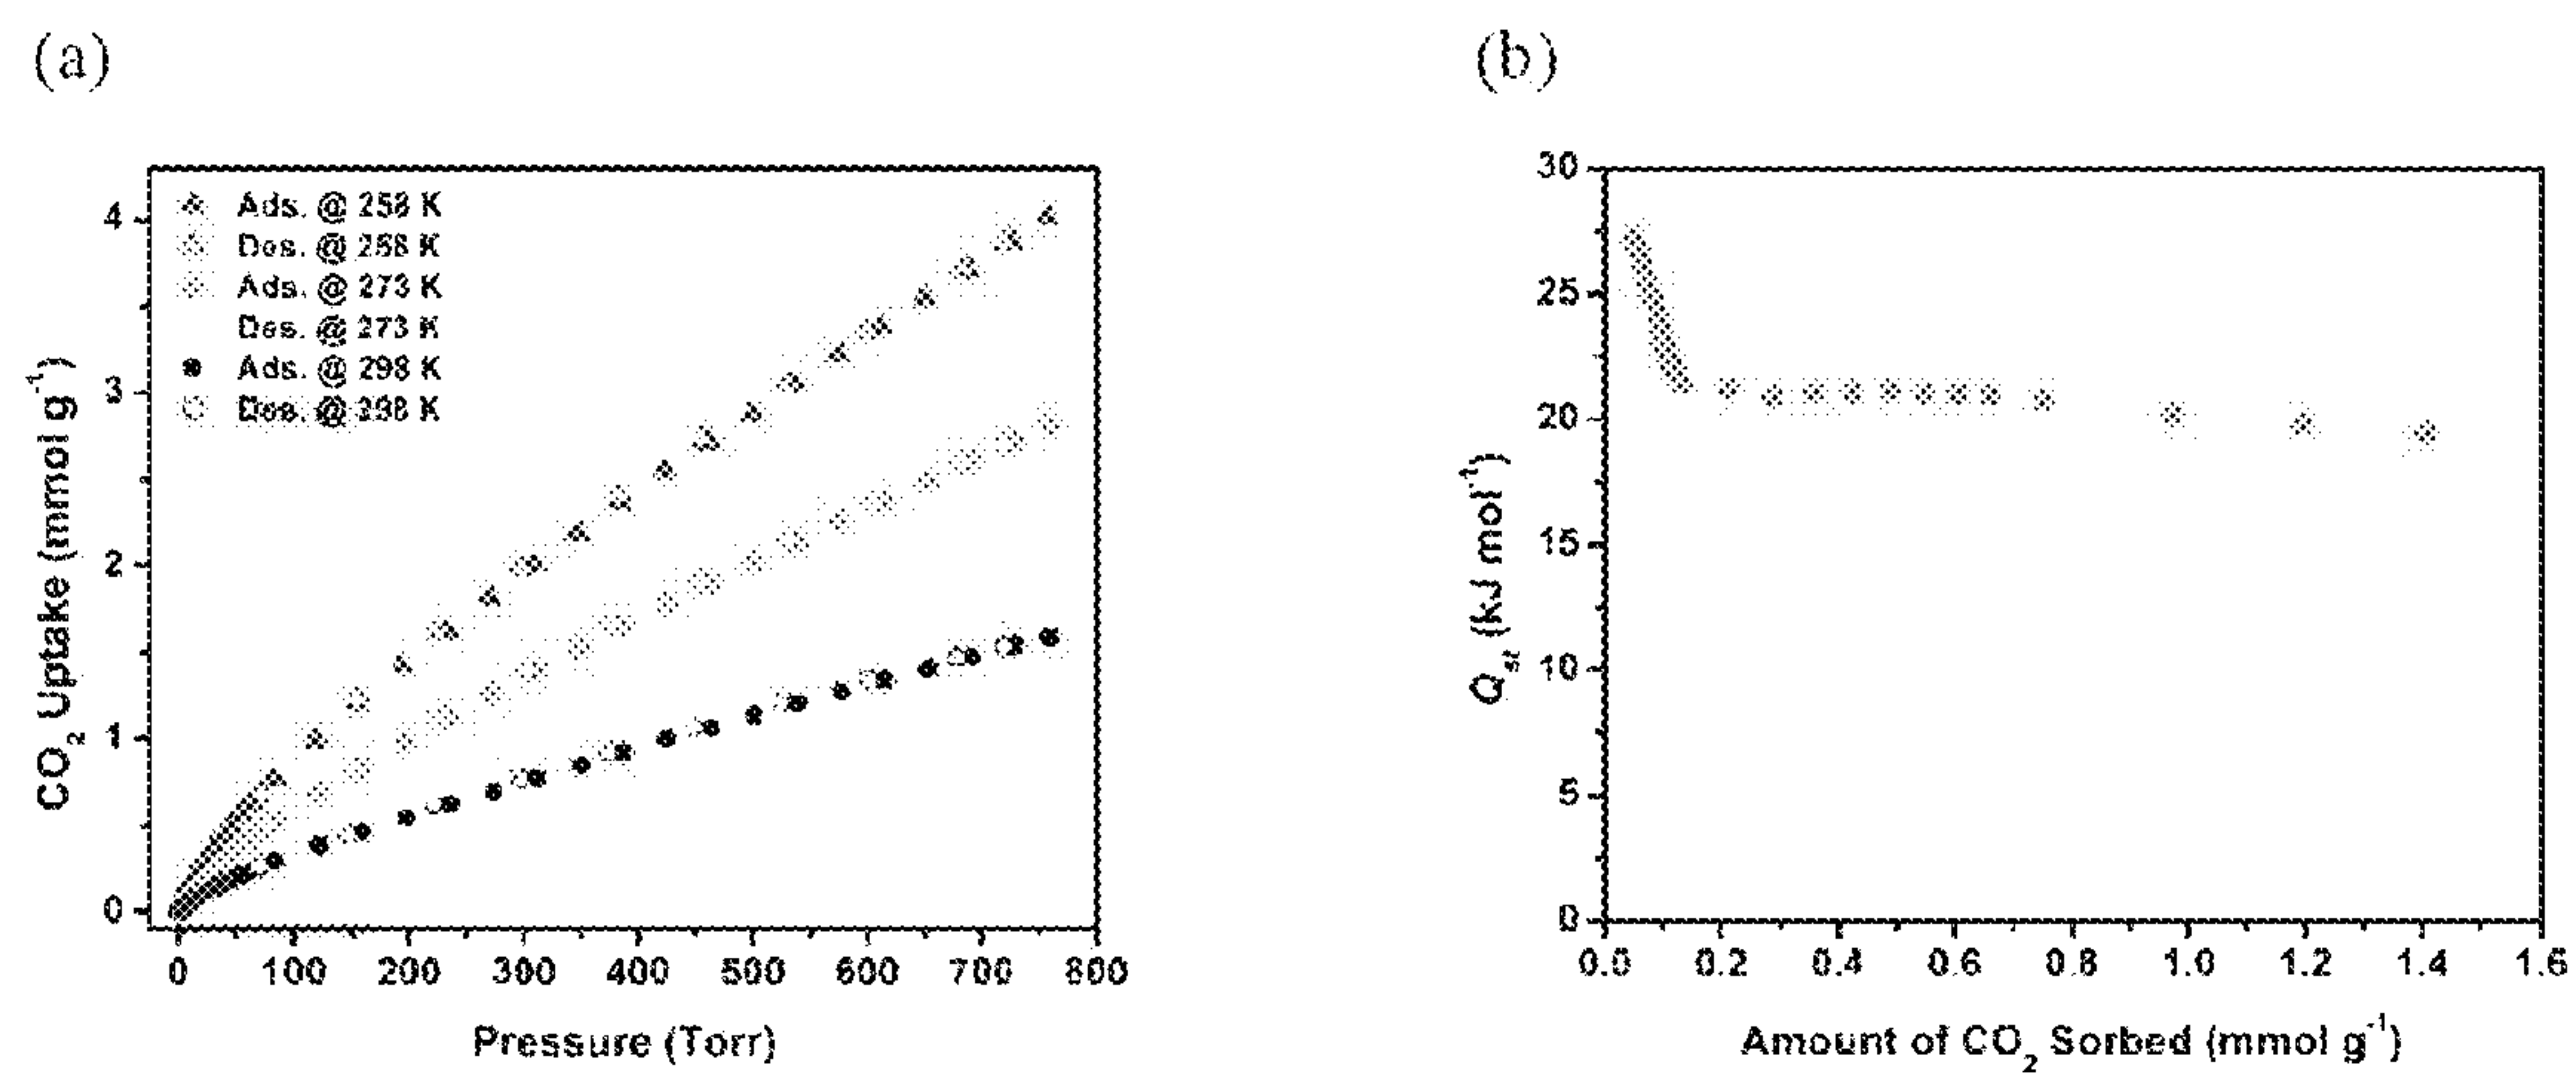 (a)
Ads. @ 258 K
Des. @ 258 K
Ads. @ 273 K
Des. @ 273 K
Ads. @ 298 K
Des. @ 298 K
CO2 Uptake (mmol g-1)
4
3
2
1
0
0 100 200 300 400 500 600 700 800
Pressure (Torr)
(b)
Qst (kJ mol-1)
30
25
20
15
10
5
0
0.0 0.2 0.4 0.6 0.8 1.0 1.2 1.4 1.6
Amount of CO2 Sorbed (mmol g-1)